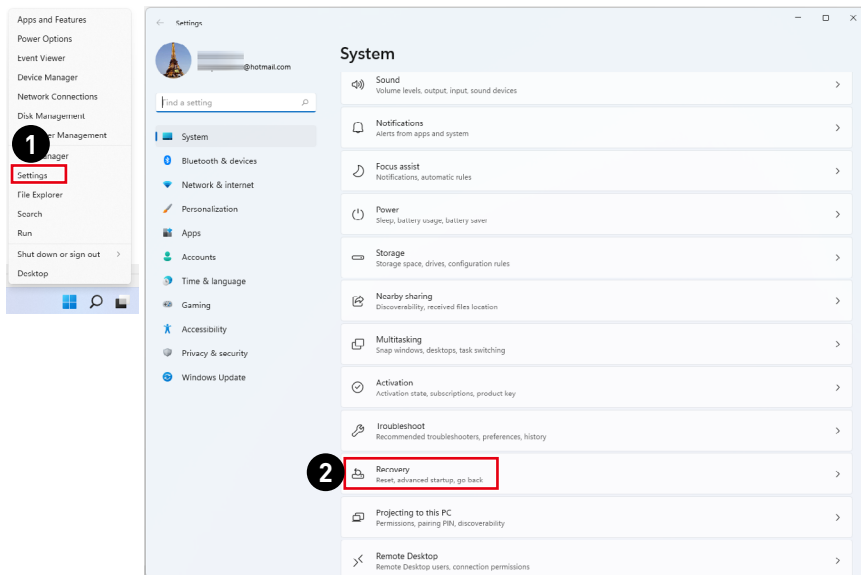 Apps and Features
Power Options
Event Viewer
Device Manager
Network Connections
Disk Management
Management
Settings
File Explorer
Search
Run
Shut down or sign out
Desktop
1
Settings
@hotmail.com
Find a setting
System
Bluetooth & devices
Network & internet
Personalization
Apps
Accounts
Time & language
Gaming
Accessibility
Privacy & security
Windows Update
System
Sound
Volume levels, output, input, sound devices
Notifications
Alerts from apps and system
Focus assist
Notifications, automatic rules
Power
Sleep, battery usage, battery saver
Storage
Storage space, drives, configuration rules
Nearby sharing
Discoverability, received files location
Multitasking
Snap windows, desktops, task switching
Activation
Activation state, subscriptions, product key
Troubleshoot
Recommended troubleshooters, preferences, history
2
Recovery
Reset, advanced startup, go back
Projecting to this PC
Permissions, pairing PIN, discoverability
Remote Desktop
Remote Desktop users, connection permissions